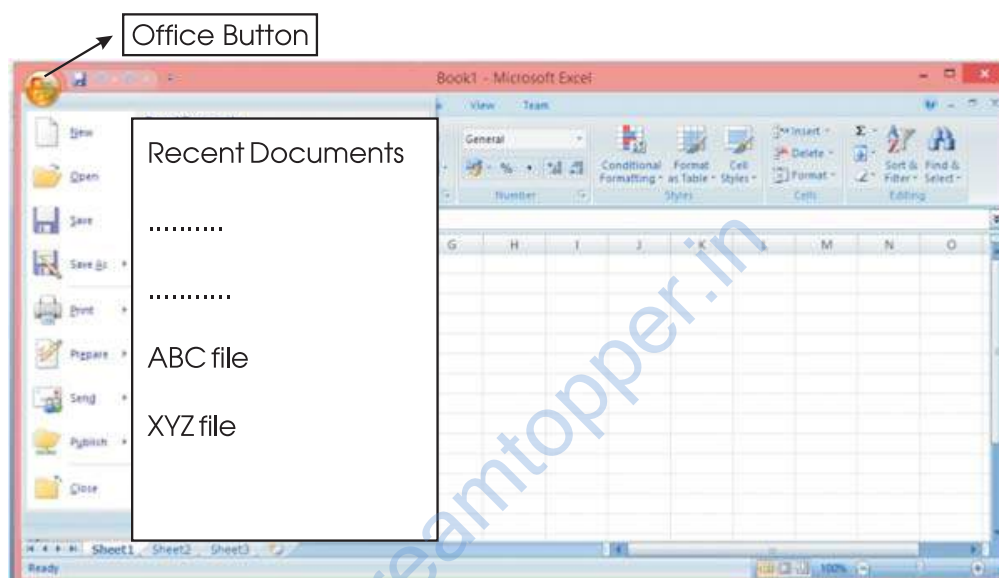 Office Button
Book1 - Microsoft Excel
View Team
New
Open
Save
Save As
Print
Prepare
Send
Publish
Close
Recent Documents
..........
...........
ABC file
XYZ file
General
% ,
Number
Conditional Formatting
Format as Table
Cell Styles
Styles
Insert
Delete
Format
Cells
Σ
Sort & Filter
Find & Select
Editing
G H I J K L M N O
Sheet1 Sheet2 Sheet3
Ready
100%
reamtopper.in